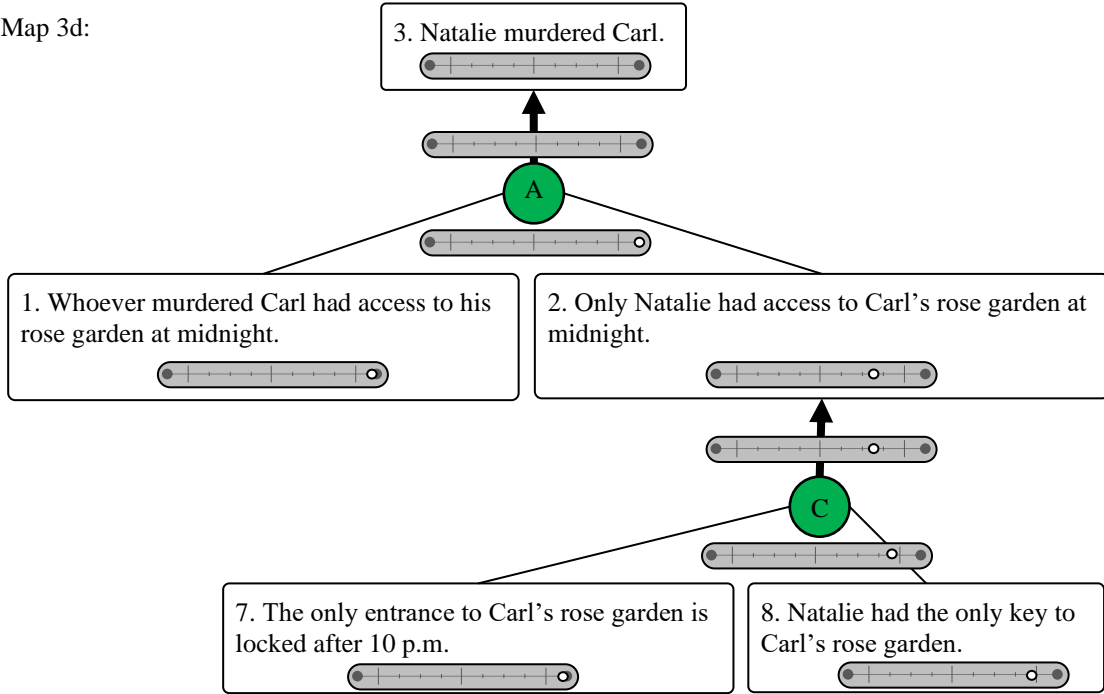 Map 3d:
3. Natalie murdered Carl.
A
1. Whoever murdered Carl had access to his
rose garden at midnight.
2. Only Natalie had access to Carl’s rose garden at
midnight.
C
7. The only entrance to Carl’s rose garden is
locked after 10 p.m.
8. Natalie had the only key to
Carl’s rose garden.